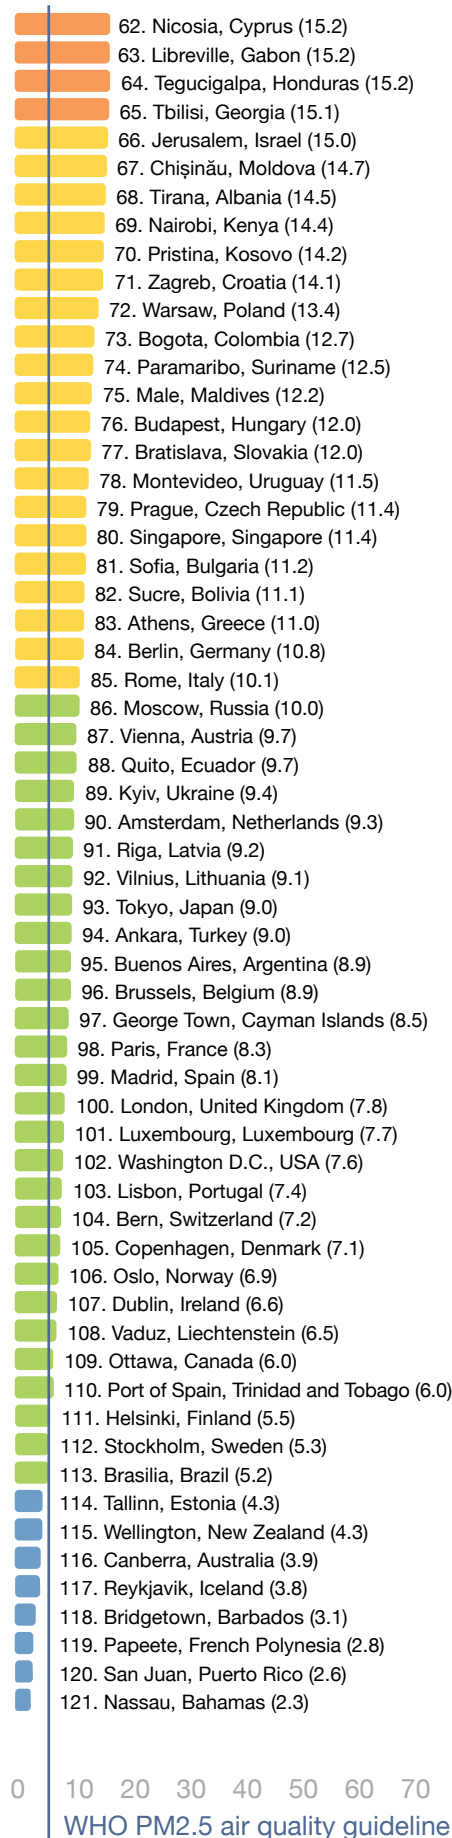 62. Nicosia, Cyprus (15.2)
63. Libreville, Gabon (15.2)
64. Tegucigalpa, Honduras (15.2)
65. Tbilisi, Georgia (15.1)
66. Jerusalem, Israel (15.0)
67. Chișinău, Moldova (14.7)
68. Tirana, Albania (14.5)
69. Nairobi, Kenya (14.4)
70. Pristina, Kosovo (14.2)
71. Zagreb, Croatia (14.1)
72. Warsaw, Poland (13.4)
73. Bogota, Colombia (12.7)
74. Paramaribo, Suriname (12.5)
75. Male, Maldives (12.2)
76. Budapest, Hungary (12.0)
77. Bratislava, Slovakia (12.0)
78. Montevideo, Uruguay (11.5)
79. Prague, Czech Republic (11.4)
80. Singapore, Singapore (11.4)
81. Sofia, Bulgaria (11.2)
82. Sucre, Bolivia (11.1)
83. Athens, Greece (11.0)
84. Berlin, Germany (10.8)
85. Rome, Italy (10.1)
86. Moscow, Russia (10.0)
87. Vienna, Austria (9.7)
88. Quito, Ecuador (9.7)
89. Kyiv, Ukraine (9.4)
90. Amsterdam, Netherlands (9.3)
91. Riga, Latvia (9.2)
92. Vilnius, Lithuania (9.1)
93. Tokyo, Japan (9.0)
94. Ankara, Turkey (9.0)
95. Buenos Aires, Argentina (8.9)
96. Brussels, Belgium (8.9)
97. George Town, Cayman Islands (8.5)
98. Paris, France (8.3)
99. Madrid, Spain (8.1)
100. London, United Kingdom (7.8)
101. Luxembourg, Luxembourg (7.7)
102. Washington D.C., USA (7.6)
103. Lisbon, Portugal (7.4)
104. Bern, Switzerland (7.2)
105. Copenhagen, Denmark (7.1)
106. Oslo, Norway (6.9)
107. Dublin, Ireland (6.6)
108. Vaduz, Liechtenstein (6.5)
109. Ottawa, Canada (6.0)
110. Port of Spain, Trinidad and Tobago (6.0)
111. Helsinki, Finland (5.5)
112. Stockholm, Sweden (5.3)
113. Brasilia, Brazil (5.2)
114. Tallinn, Estonia (4.3)
115. Wellington, New Zealand (4.3)
116. Canberra, Australia (3.9)
117. Reykjavik, Iceland (3.8)
118. Bridgetown, Barbados (3.1)
119. Papeete, French Polynesia (2.8)
120. San Juan, Puerto Rico (2.6)
121. Nassau, Bahamas (2.3)
0 10 20 30 40 50 60 70
WHO PM2.5 air quality guideline